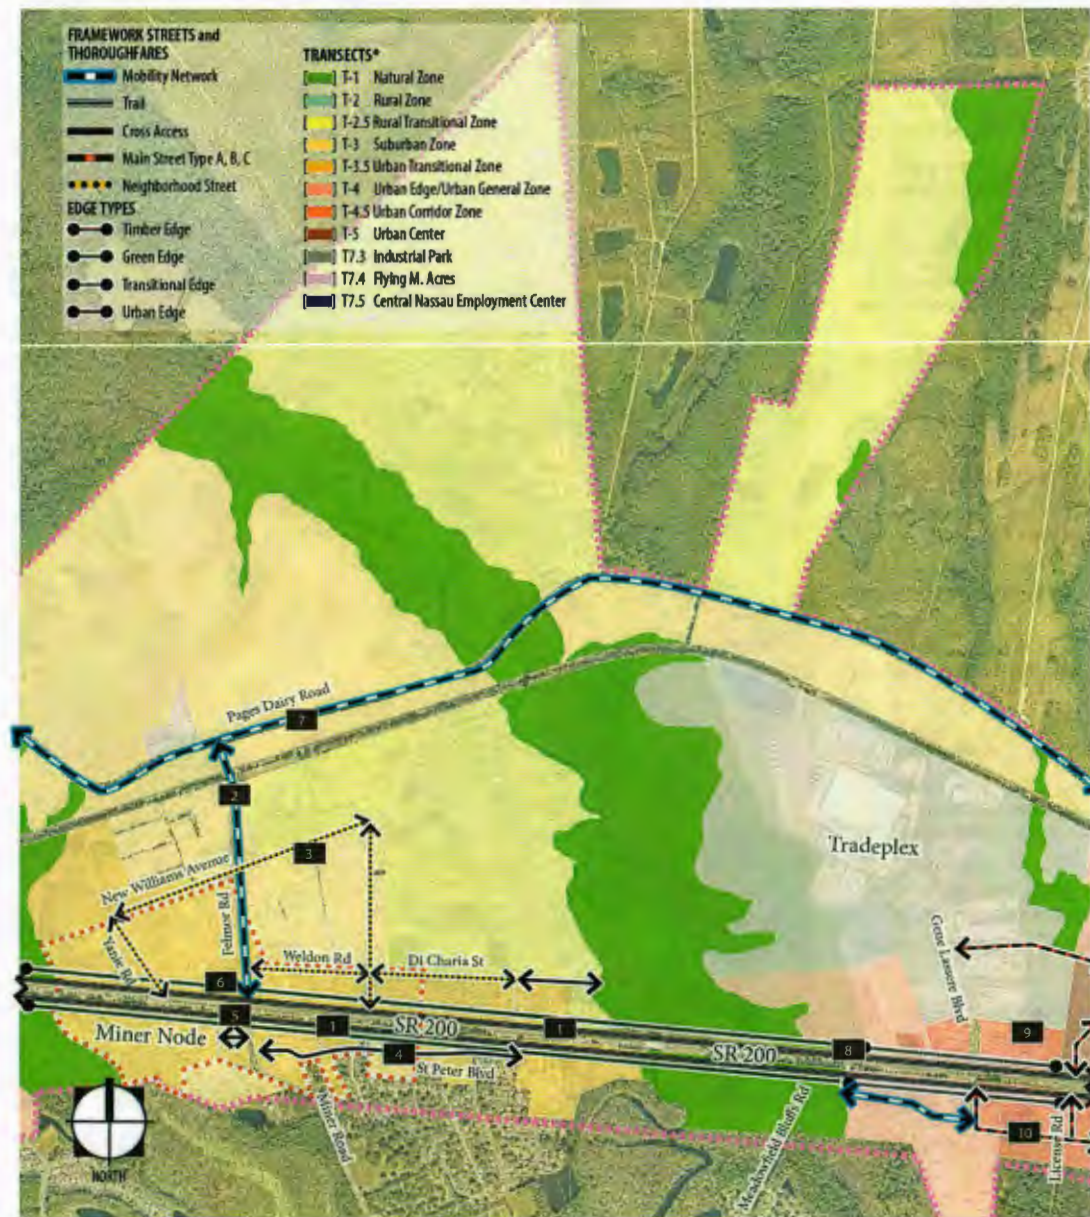 FRAMEWORK STREETS and
THOROUGHFARES
Mobility Network
Trail
Cross Access
Main Street Type A, B, C
Neighborhood Street
EDGE TYPES
Timber Edge
Green Edge
Transitional Edge
Urban Edge
TRANSECTS*
[ ] T-1 Natural Zone
[ ] T-2 Rural Zone
[ ] T-2.5 Rural Transitional Zone
[ ] T-3 Suburban Zone
[ ] T-3.5 Urban Transitional Zone
[ ] T-4 Urban Edge/Urban General Zone
[ ] T-4.5 Urban Corridor Zone
[ ] T-5 Urban Center
[ ] T7.3 Industrial Park
[ ] T7.4 Flying M. Acres
[ ] T7.5 Central Nassau Employment Center
Pages Dairy Road
7
2
3
Tradeplex
New Williams Avenue
Felmor Rd
Yanie Rd
Weldon Rd
Di Charia St
Gene Lassere Blvd
6
5
1
SR 200
1
9
Miner Node
4
St Peter Blvd
SR 200
8
Miner Road
Meadowfield Bluffs Rd
10
License Rd
NORTH